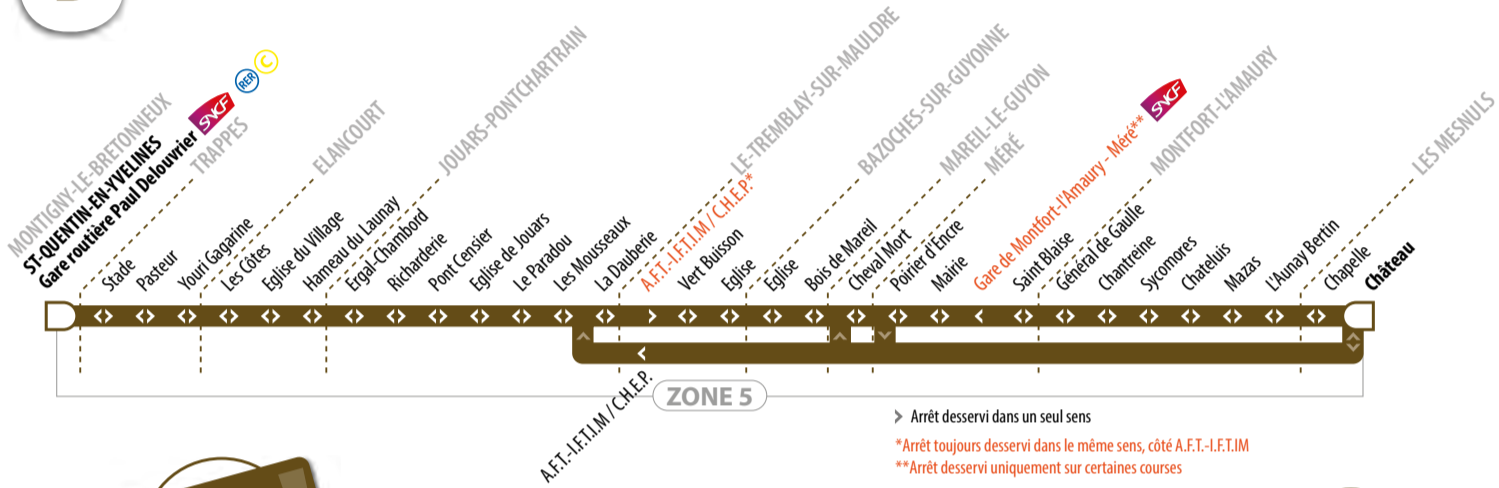 MONTIGNY-LE-BRETONNEUX
ST-QUENTIN-EN-YVELINES
Gare routière Paul Delouvrier
SNCF
RER
C
TRAPPES
Stade
Pasteur
Youri Gagarine
ELANCOURT
Les Côtes
Eglise du Village
Hameau du Launay
JOUARS-PONTCHARTRAIN
Ergal-Chambord
Richarderie
Pont Censier
Eglise de Jouars
Le Paradou
Les Mousseaux
La Dauberie
LE-TREMBLAY-SUR-MAULDRE
A.F.T.-I.F.T.I.M / C.H.E.P.*
Vert Buisson
Eglise
BAZOCHES-SUR-GUYONNE
Eglise
Bois de Mareil
MAREIL-LE-GUYON
Cheval Mort
MÉRÉ
Poirier d'Encre
Mairie
Gare de Montfort-l'Amaury - Méré**
SNCF
Saint Blaise
MONTFORT-L'AMAURY
Général de Gaulle
Chantreine
Sycomores
Chateluis
Mazas
L'Aunay Bertin
LES MESNULS
Chapelle
Château
A.F.T.-I.F.T.I.M / C.H.E.P.
ZONE 5
> Arrêt desservi dans un seul sens
*Arrêt toujours desservi dans le même sens, côté A.F.T.-I.F.T.IM
**Arrêt desservi uniquement sur certaines courses